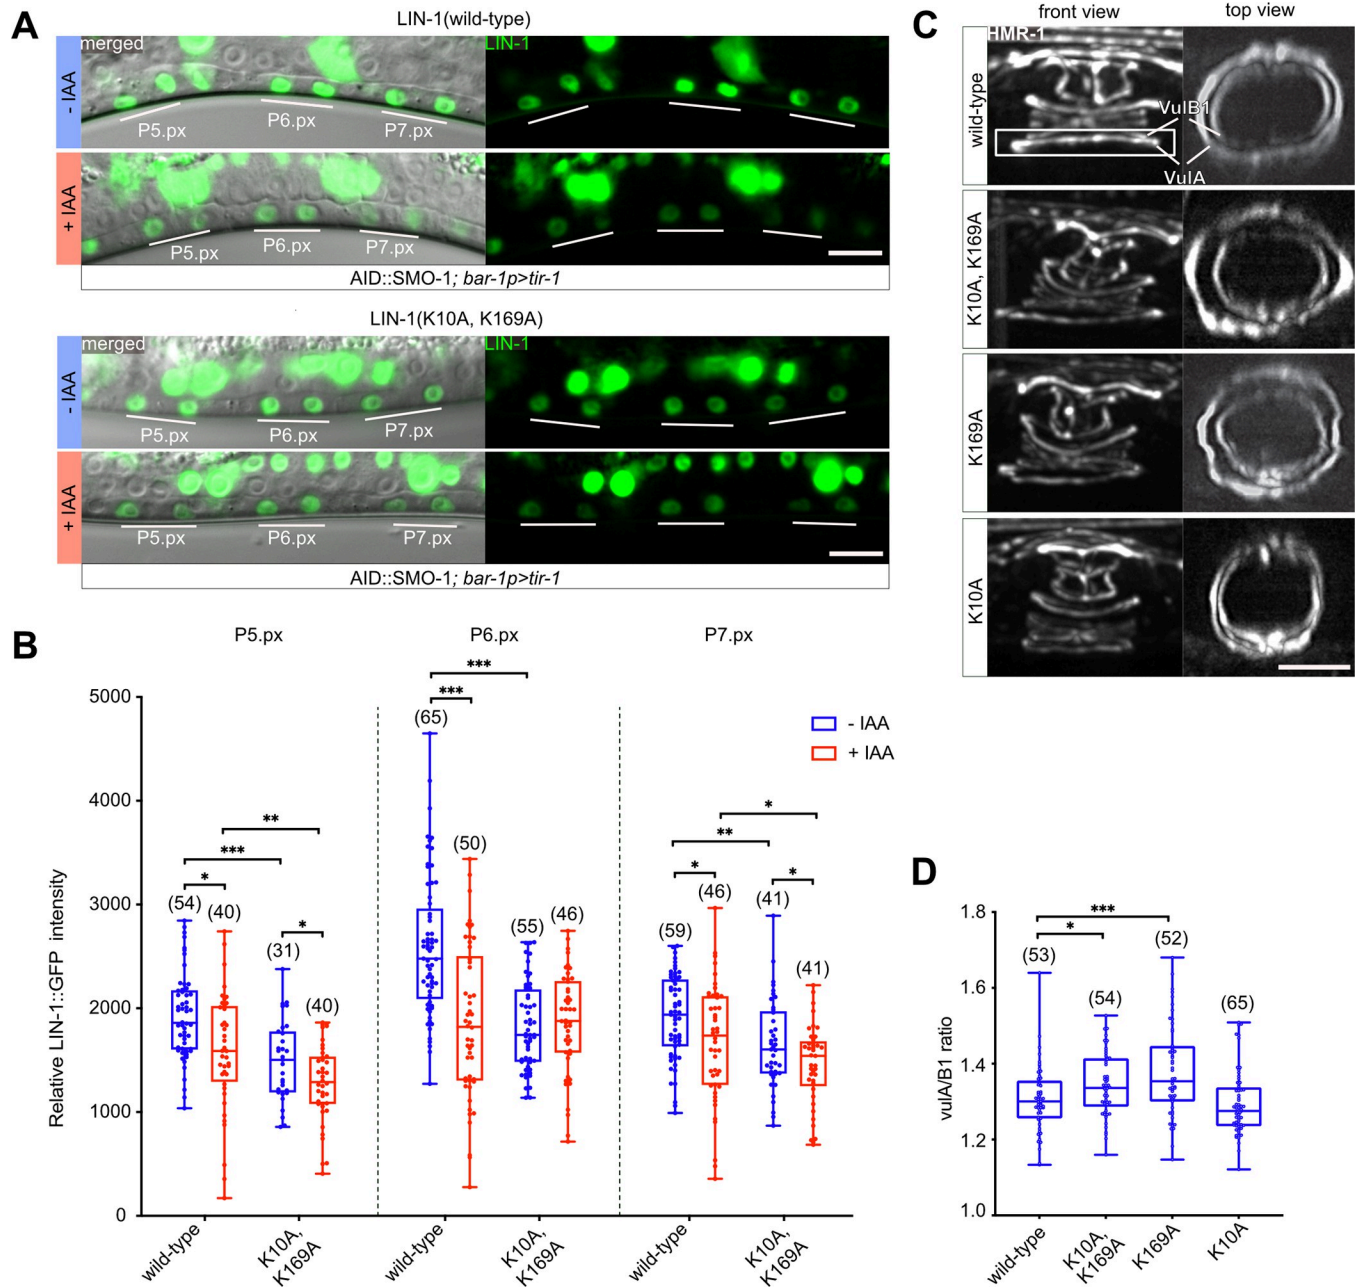 A
LIN-1(wild-type)
merged
LIN-1
- IAA
P5.px
P6.px
P7.px
+ IAA
P5.px
P6.px
P7.px
AID::SMO-1; bar-1p>tir-1
LIN-1(K10A, K169A)
merged
LIN-1
- IAA
P5.px
P6.px
P7.px
+ IAA
P5.px
P6.px
P7.px
AID::SMO-1; bar-1p>tir-1
C
front view
top view
HMR-1
wild-type
VulB1
VulA
K10A, K169A
K169A
K10A
B
P5.px
P6.px
P7.px
Relative LIN-1::GFP intensity
5000
4000
3000
2000
1000
0
- IAA
+ IAA
(54)
(40)
(31)
(40)
*
***
**
*
(65)
(50)
(55)
(46)
***
***
(59)
(46)
(41)
(41)
*
**
*
*
wild-type
K10A,
K169A
wild-type
K10A,
K169A
wild-type
K10A,
K169A
D
vulA/B1 ratio
1.8
1.6
1.4
1.2
1.0
(53)
(54)
(52)
(65)
*
***
wild-type
K10A,
K169A
K169A
K10A